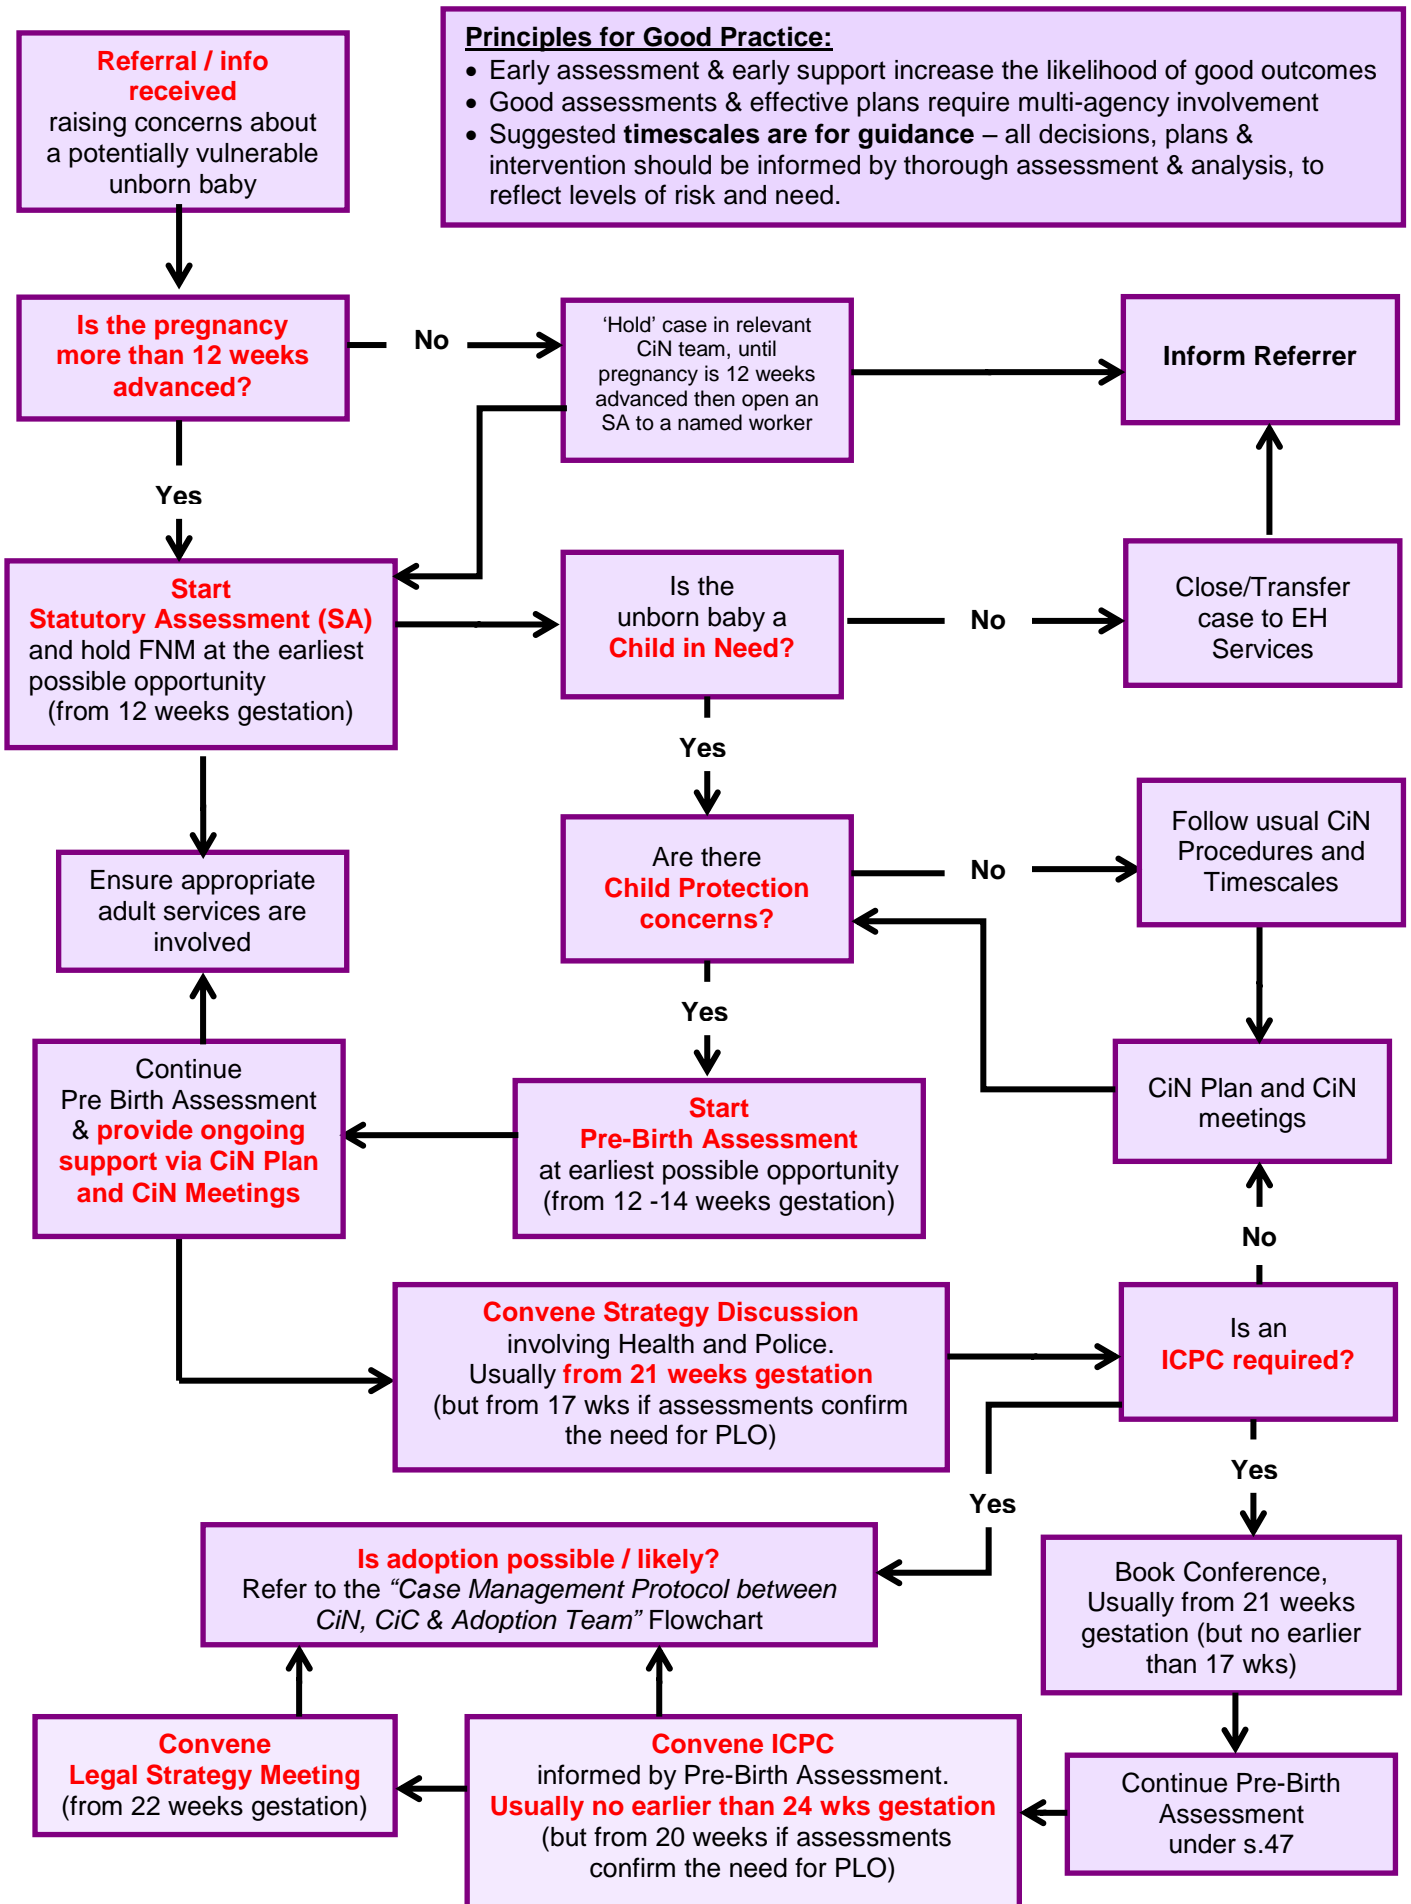 Referral / info
received
raising concerns about
a potentially vulnerable
unborn baby
Principles for Good Practice:
• Early assessment & early support increase the likelihood of good outcomes
• Good assessments & effective plans require multi-agency involvement
• Suggested timescales are for guidance – all decisions, plans &
intervention should be informed by thorough assessment & analysis, to
reflect levels of risk and need.
Is the pregnancy
more than 12 weeks
advanced?
No
‘Hold’ case in relevant
CiN team, until
pregnancy is 12 weeks
advanced then open an
SA to a named worker
Inform Referrer
Yes
Start
Statutory Assessment (SA)
and hold FNM at the earliest
possible opportunity
(from 12 weeks gestation)
Is the
unborn baby a
Child in Need?
No
Close/Transfer
case to EH
Services
Yes
Ensure appropriate
adult services are
involved
Are there
Child Protection
concerns?
No
Follow usual CiN
Procedures and
Timescales
Yes
Continue
Pre Birth Assessment
& provide ongoing
support via CiN Plan
and CiN Meetings
Start
Pre-Birth Assessment
at earliest possible opportunity
(from 12 -14 weeks gestation)
CiN Plan and CiN
meetings
No
Convene Strategy Discussion
involving Health and Police.
Usually from 21 weeks gestation
(but from 17 wks if assessments confirm
the need for PLO)
Is an
ICPC required?
Yes
Yes
Is adoption possible / likely?
Refer to the “Case Management Protocol between
CiN, CiC & Adoption Team” Flowchart
Book Conference,
Usually from 21 weeks
gestation (but no earlier
than 17 wks)
Convene
Legal Strategy Meeting
(from 22 weeks gestation)
Convene ICPC
informed by Pre-Birth Assessment.
Usually no earlier than 24 wks gestation
(but from 20 weeks if assessments
confirm the need for PLO)
Continue Pre-Birth
Assessment
under s.47